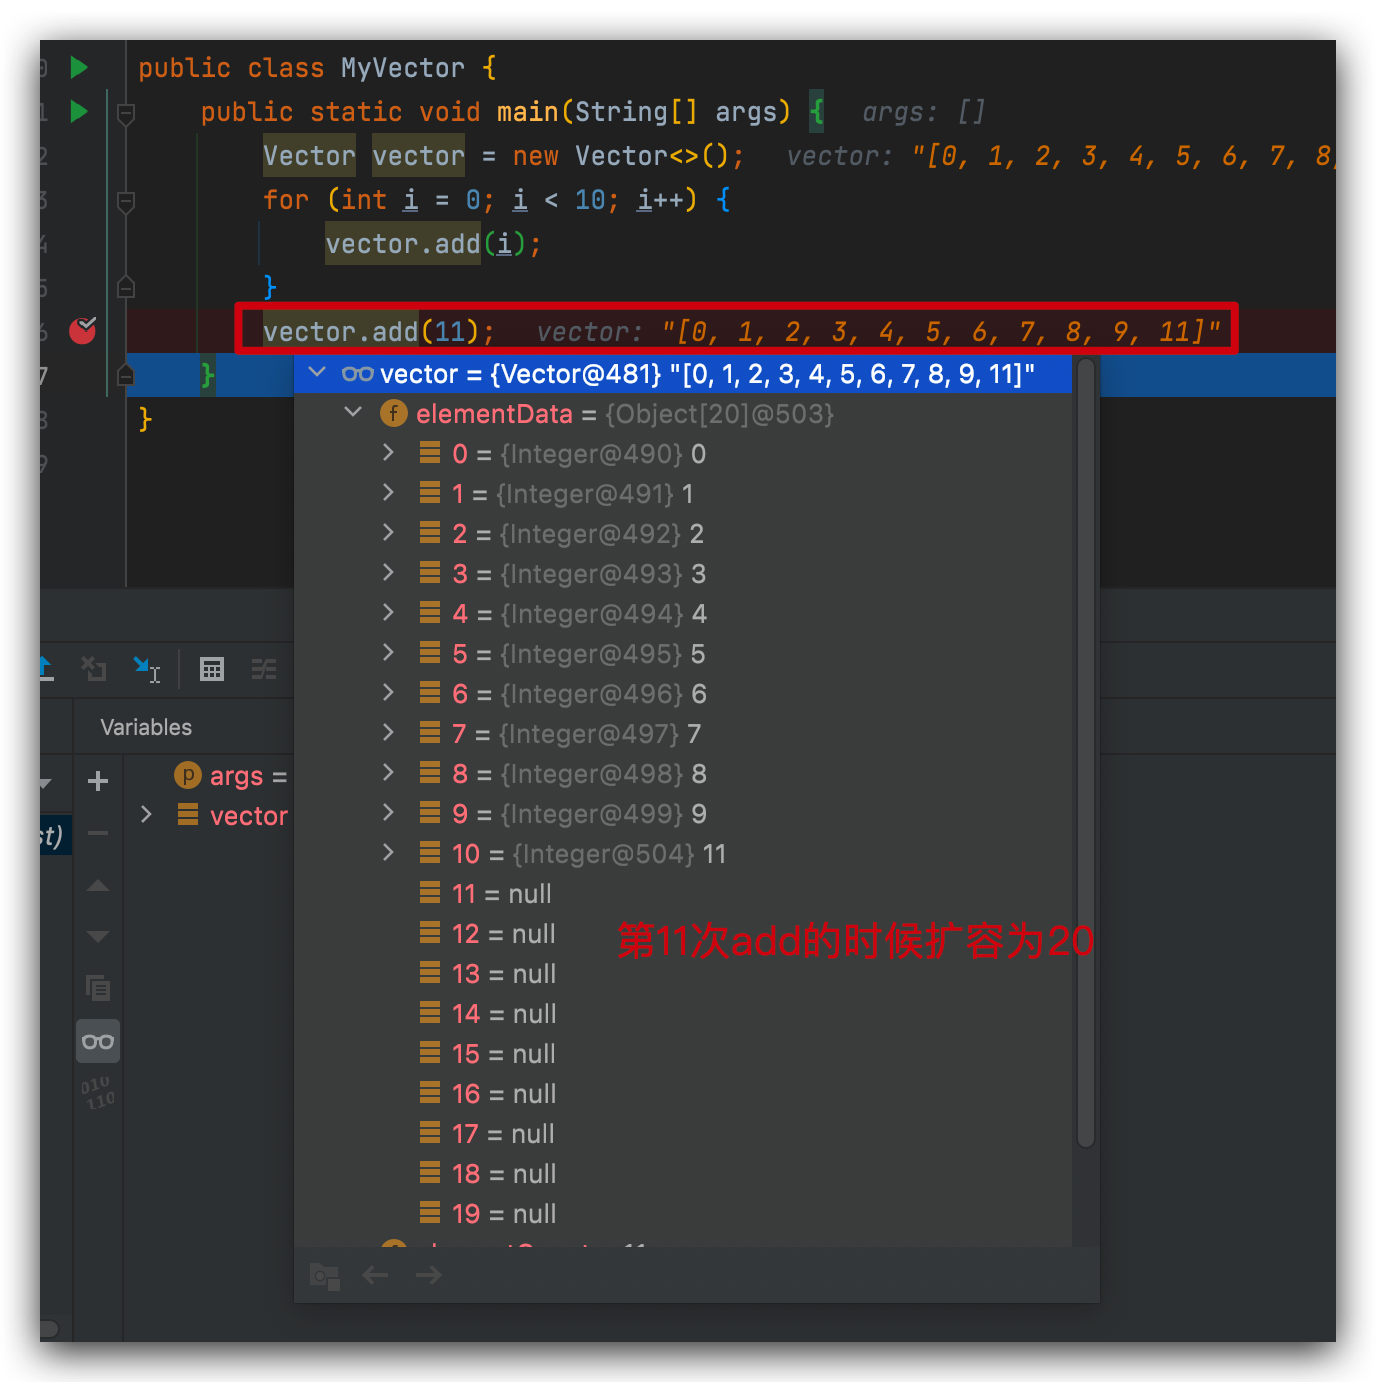 0 public class MyVector {
1 public static void main(String[] args) { args: []
2 Vector vector = new Vector<>(); vector: "[0, 1, 2, 3, 4, 5, 6, 7, 8,
3 for (int i = 0; i < 10; i++) {
4 vector.add(i);
5 }
6 vector.add(11); vector: "[0, 1, 2, 3, 4, 5, 6, 7, 8, 9, 11]"
7 }
8 }
9
vector = {Vector@481} "[0, 1, 2, 3, 4, 5, 6, 7, 8, 9, 11]"
f elementData = {Object[20]@503}
0 = {Integer@490} 0
1 = {Integer@491} 1
2 = {Integer@492} 2
3 = {Integer@493} 3
4 = {Integer@494} 4
5 = {Integer@495} 5
6 = {Integer@496} 6
7 = {Integer@497} 7
8 = {Integer@498} 8
9 = {Integer@499} 9
10 = {Integer@504} 11
11 = null
12 = null
第11次add的时候扩容为20
13 = null
14 = null
15 = null
16 = null
17 = null
18 = null
19 = null
Variables
p args =
vector
st)
010
110